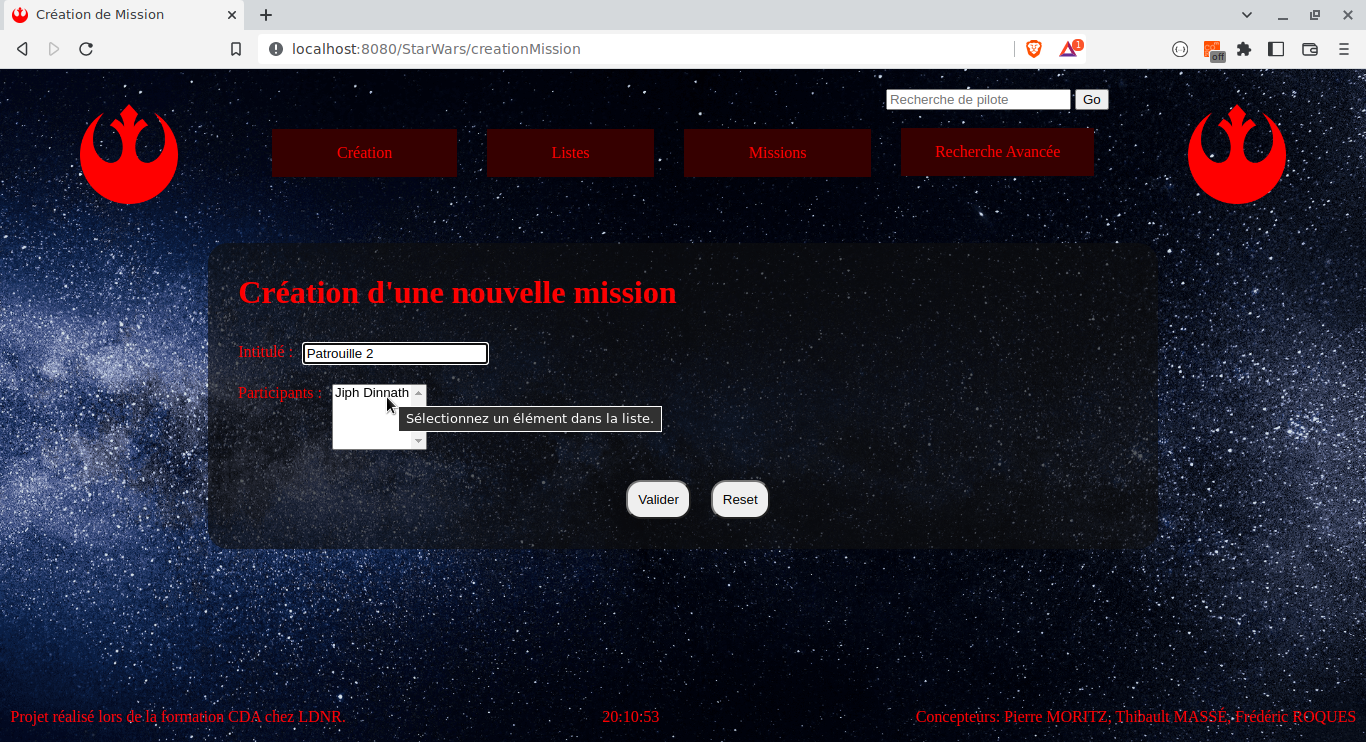 Création de Mission
localhost:8080/StarWars/creationMission
1
off
Recherche de pilote
Go
Création
Listes
Missions
Recherche Avancée
Création d'une nouvelle mission
Intitulé :
Patrouille 2
Participants :
Jiph Dinnath
Sélectionnez un élément dans la liste.
Valider
Reset
Projet réalisé lors de la formation CDA chez LDNR.
20:10:53
Concepteurs: Pierre MORITZ, Thibault MASSÉ, Frédéric ROQUES